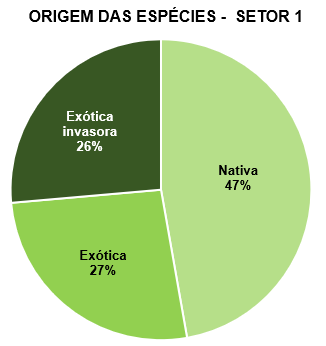 ORIGEM DAS ESPÉCIES - SETOR 1
Exótica
invasora
26%
Nativa
47%
Exótica
27%